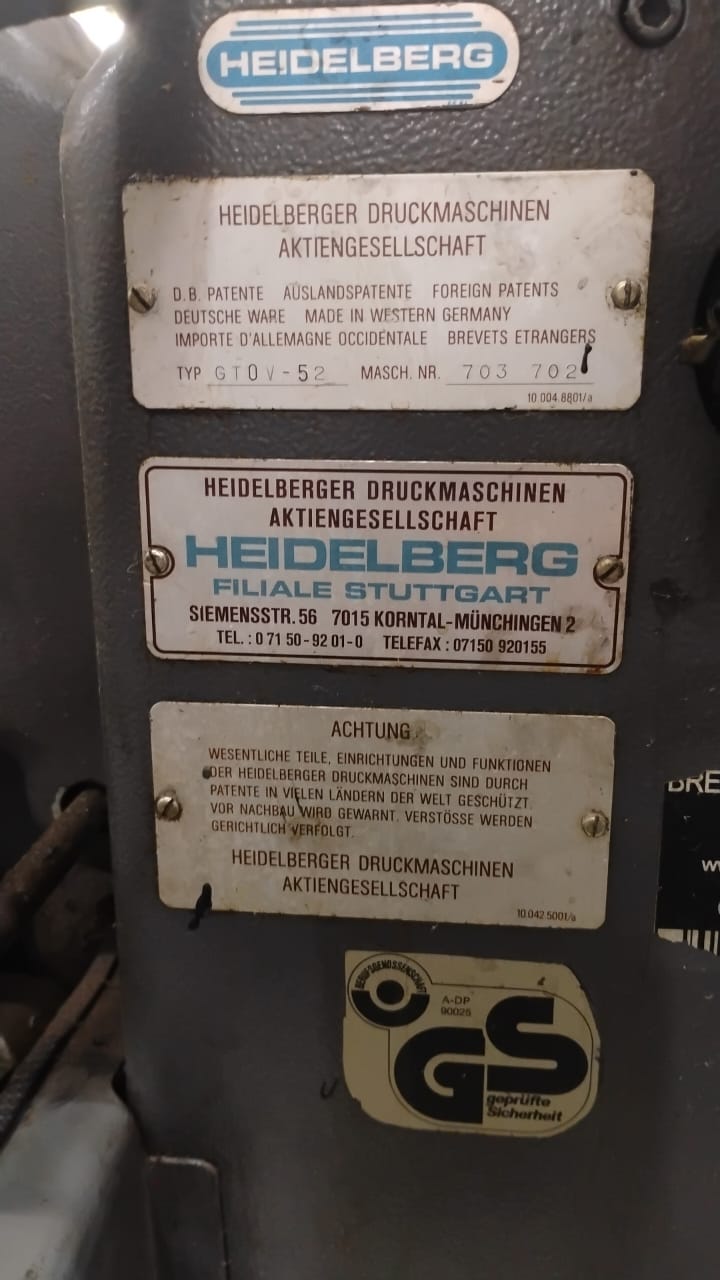 HEIDELBERG
HEIDELBERGER DRUCKMASCHINEN
AKTIENGESELLSCHAFT
D.B. PATENTE AUSLANDSPATENTE FOREIGN PATENTS
DEUTSCHE WARE MADE IN WESTERN GERMANY
IMPORTE D'ALLEMAGNE OCCIDENTALE BREVETS ETRANGERS
TYP GTOV-52 MASCH. NR. 703 702
10.004.8801/a
HEIDELBERGER DRUCKMASCHINEN
AKTIENGESELLSCHAFT
HEIDELBERG
FILIALE STUTTGART
SIEMENSSTR. 56 7015 KORNTAL-MÜNCHINGEN 2
TEL.: 0 71 50-92 01-0 TELEFAX: 07150 920155
ACHTUNG
WESENTLICHE TEILE, EINRICHTUNGEN UND FUNKTIONEN
DER HEIDELBERGER DRUCKMASCHINEN SIND DURCH
PATENTE IN VIELEN LÄNDERN DER WELT GESCHÜTZT.
VOR NACHBAU WIRD GEWARNT. VERSTÖSSE WERDEN
GERICHTLICH VERFOLGT.
HEIDELBERGER DRUCKMASCHINEN
AKTIENGESELLSCHAFT
10.042.5001/a
BERUFSGENOSSENSCHAFT
A-DP
90025
GS
geprüfte
Sicherheit